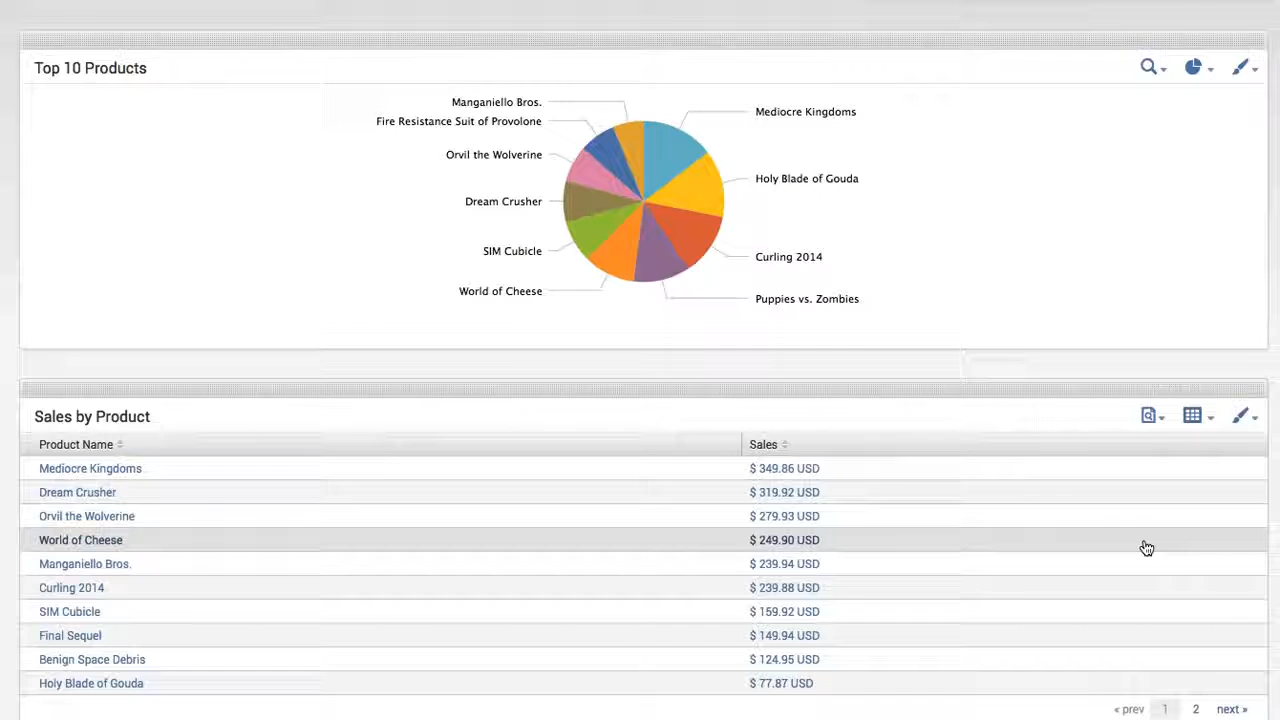 Top 10 Products
Manganiello Bros.
Mediocre Kingdoms
Fire Resistance Suit of Provolone
Orvil the Wolverine
Holy Blade of Gouda
Dream Crusher
SIM Cubicle
Curling 2014
World of Cheese
Puppies vs. Zombies
Sales by Product
Product Name Sales
Mediocre Kingdoms $ 349.86 USD
Dream Crusher $ 319.92 USD
Orvil the Wolverine $ 279.93 USD
World of Cheese $ 249.90 USD
Manganiello Bros. $ 239.94 USD
Curling 2014 $ 239.88 USD
SIM Cubicle $ 159.92 USD
Final Sequel $ 149.94 USD
Benign Space Debris $ 124.95 USD
Holy Blade of Gouda $ 77.87 USD
« prev 1 2 next »